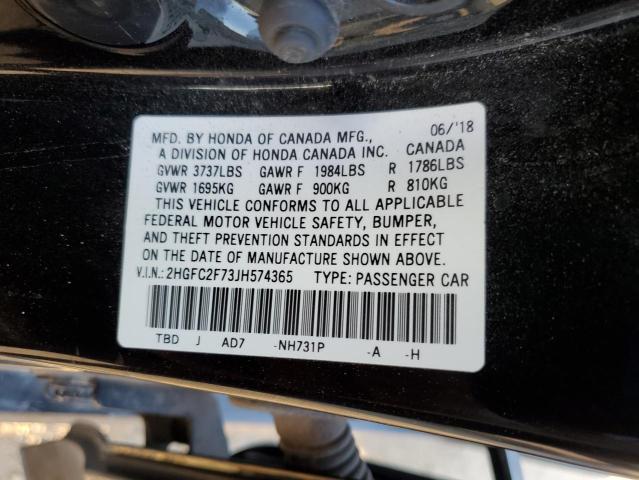 MFD. BY HONDA OF CANADA MFG., 06/'18
A DIVISION OF HONDA CANADA INC. CANADA
GVWR 3737LBS GAWR F 1984LBS R 1786LBS
GVWR 1695KG GAWR F 900KG R 810KG
THIS VEHICLE CONFORMS TO ALL APPLICABLE
FEDERAL MOTOR VEHICLE SAFETY, BUMPER,
AND THEFT PREVENTION STANDARDS IN EFFECT
ON THE DATE OF MANUFACTURE SHOWN ABOVE.
V.I.N.: 2HGFC2F73JH574365 TYPE: PASSENGER CAR
TBD J AD7 -NH731P -A -H